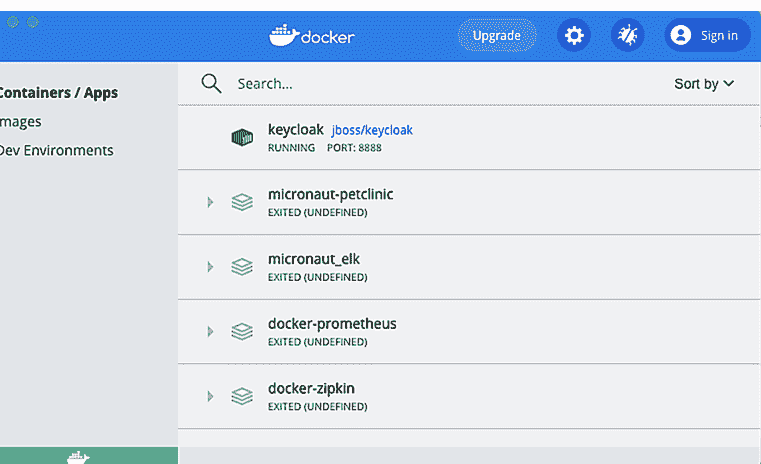 docker
Upgrade
Sign in
Containers / Apps
Images
Dev Environments
Search...
Sort by
keycloak jboss/keycloak
RUNNING PORT: 8888
micronaut-petclinic
EXITED (UNDEFINED)
micronaut_elk
EXITED (UNDEFINED)
docker-prometheus
EXITED (UNDEFINED)
docker-zipkin
EXITED (UNDEFINED)